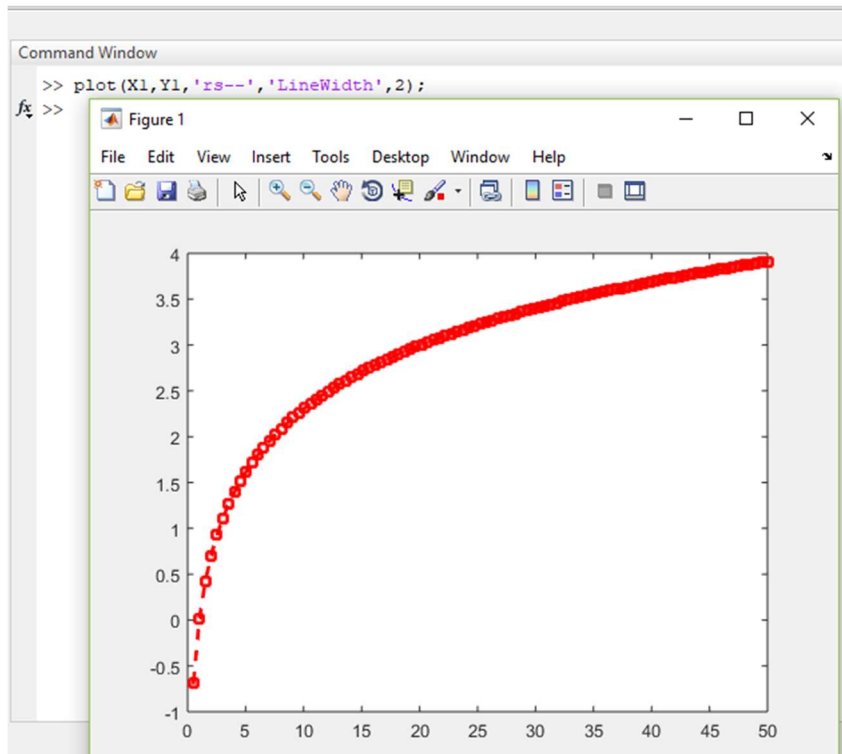 Command Window
>> plot(X1,Y1,'rs--','LineWidth',2);
fx >>
Figure 1
File Edit View Insert Tools Desktop Window Help
4
3.5
3
2.5
2
1.5
1
0.5
0
-0.5
-1
0 5 10 15 20 25 30 35 40 45 50